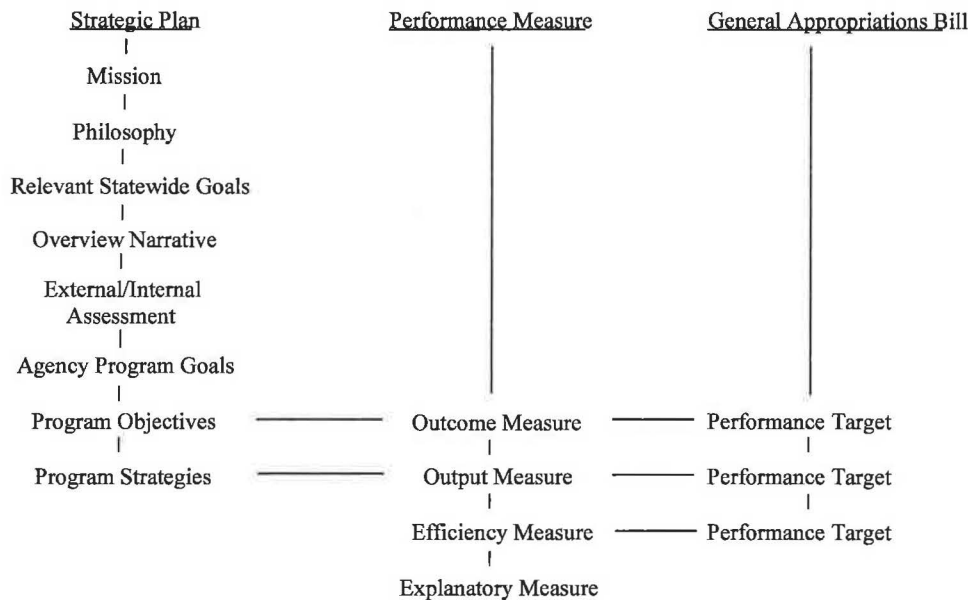 Strategic Plan Performance Measure General Appropriations Bill
Mission
Philosophy
Relevant Statewide Goals
Overview Narrative
External/Internal
Assessment
Agency Program Goals
Program Objectives Outcome Measure Performance Target
Program Strategies Output Measure Performance Target
Efficiency Measure Performance Target
Explanatory Measure